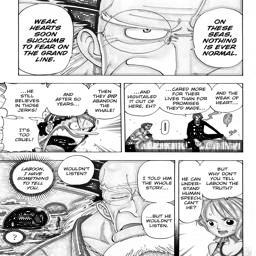 ON
THESE
SEAS,
NOTHING
IS EVER
NORMAL.
WEAK
HEARTS
SOON
SUCCUMB
TO FEAR ON
THE GRAND
LINE.
AND
THE WEAK
OF
HEART...
...CARED MORE
FOR THEIR
LIVES THAN FOR
PROMISES
THEY'D MADE.
...AND
HIGHTAILED
IT OUT OF
HERE, EH?
THEN
THEY DID
ABANDON
THE
WHALE!
AND
AFTER 50
YEARS...
...HE
STILL
BELIEVES
IN THOSE
JERKS!
IT'S
TOO
CRUEL!
BUT
WHY DON'T
YOU TELL
LABOON THE
TRUTH?
HE CAN
UNDER-
STAND
HUMAN
SPEECH,
CAN'T
HE?
I TOLD HIM
THE WHOLE
STORY...
...BUT HE
WOULDN'T
LISTEN.
WOULDN'T
LISTEN?
LABOON,
I HAVE
SOMETHING
TO TELL
YOU.
?